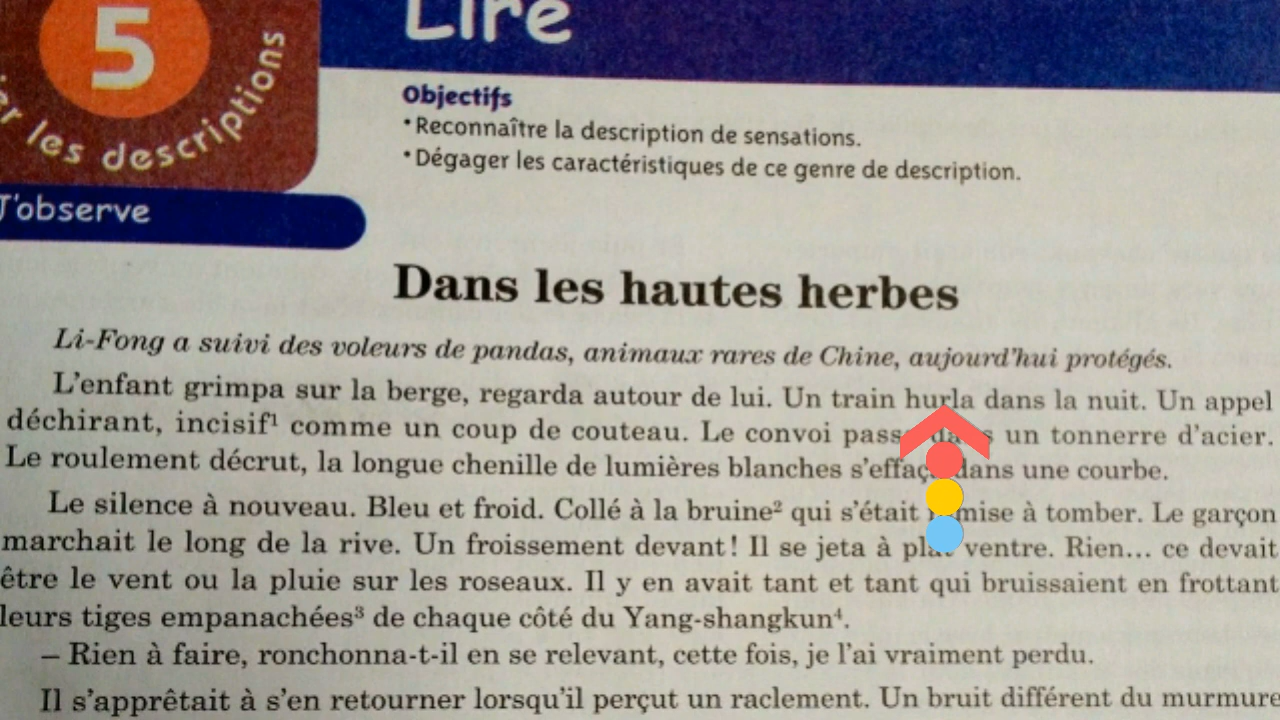 5
er les descriptions
Lire
Objectifs
• Reconnaître la description de sensations.
• Dégager les caractéristiques de ce genre de description.
J'observe
Dans les hautes herbes
Li-Fong a suivi des voleurs de pandas, animaux rares de Chine, aujourd'hui protégés.
L'enfant grimpa sur la berge, regarda autour de lui. Un train hurla dans la nuit. Un appel
déchirant, incisif¹ comme un coup de couteau. Le convoi passa dans un tonnerre d'acier.
Le roulement décrut, la longue chenille de lumières blanches s'effaça dans une courbe.
Le silence à nouveau. Bleu et froid. Collé à la bruine² qui s'était remise à tomber. Le garçon
marchait le long de la rive. Un froissement devant! Il se jeta à plat ventre. Rien... ce devait
être le vent ou la pluie sur les roseaux. Il y en avait tant et tant qui bruissaient en frottant
leurs tiges empanachées³ de chaque côté du Yang-shangkun⁴.
– Rien à faire, ronchonna-t-il en se relevant, cette fois, je l'ai vraiment perdu.
Il s'apprêtait à s'en retourner lorsqu'il perçut un raclement. Un bruit différent du murmure